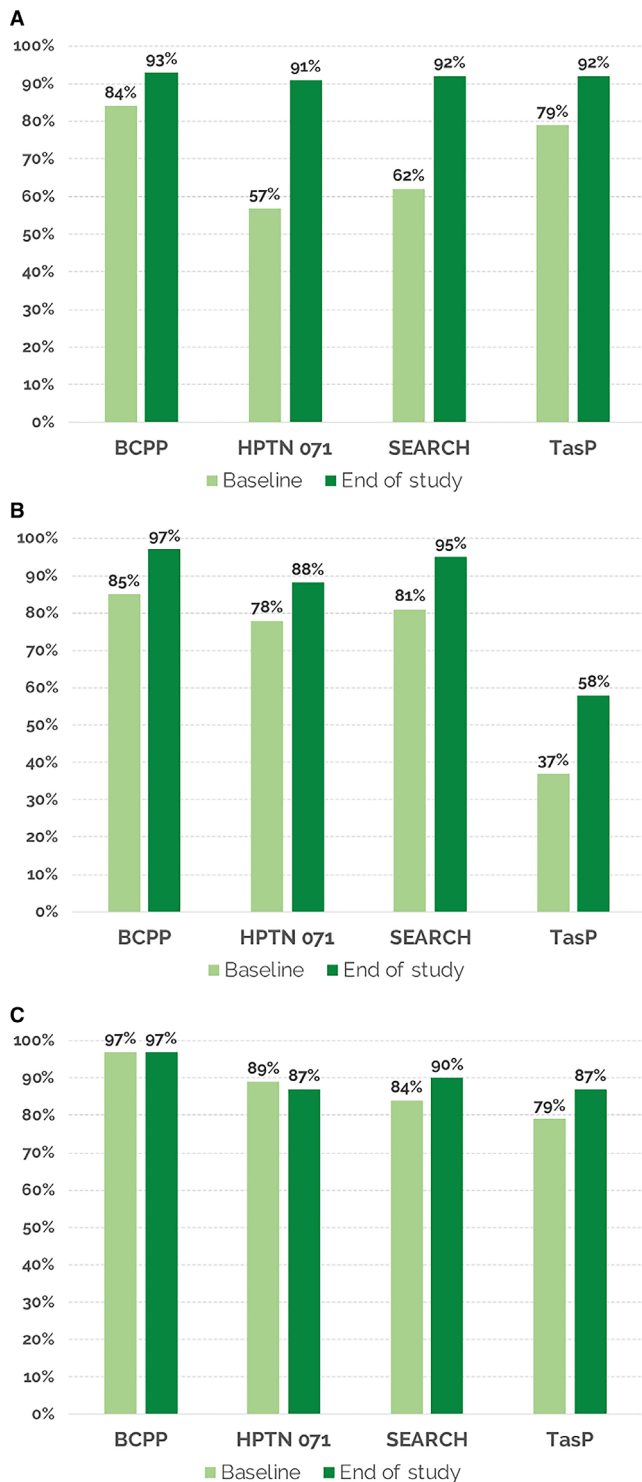 A
100%
90%
80%
70%
60%
50%
40%
30%
20%
10%
0%
84% 93% 57% 91% 62% 92% 79% 92%
BCPP HPTN 071 SEARCH TasP
Baseline End of study
B
100%
90%
80%
70%
60%
50%
40%
30%
20%
10%
0%
85% 97% 78% 88% 81% 95% 37% 58%
BCPP HPTN 071 SEARCH TasP
Baseline End of study
C
100%
90%
80%
70%
60%
50%
40%
30%
20%
10%
0%
97% 97% 89% 87% 84% 90% 79% 87%
BCPP HPTN 071 SEARCH TasP
Baseline End of study